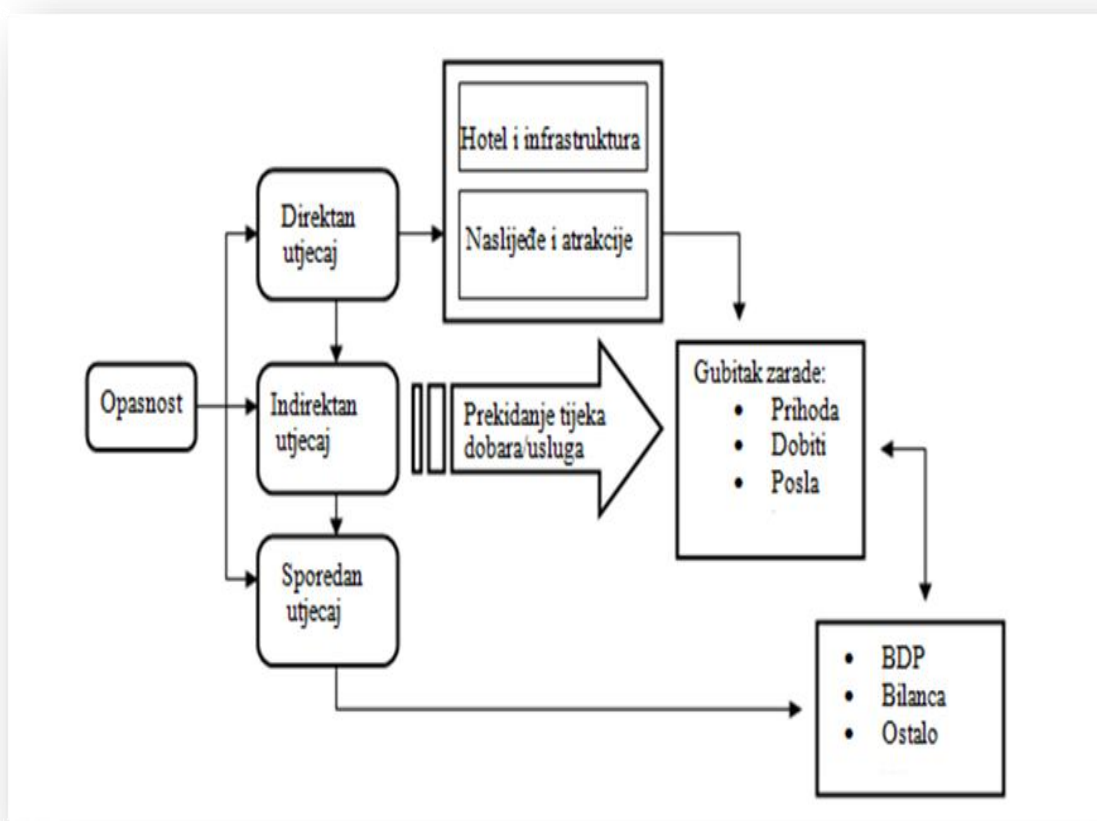 Hotel i infrastruktura
Naslijeđe i atrakcije
Direktan
utjecaj
Opasnost
Indirektan
utjecaj
Prekidanje tijeka
dobara/usluga
Gubitak zarade:
• Prihoda
• Dobiti
• Posla
Sporedan
utjecaj
• BDP
• Bilanca
• Ostalo